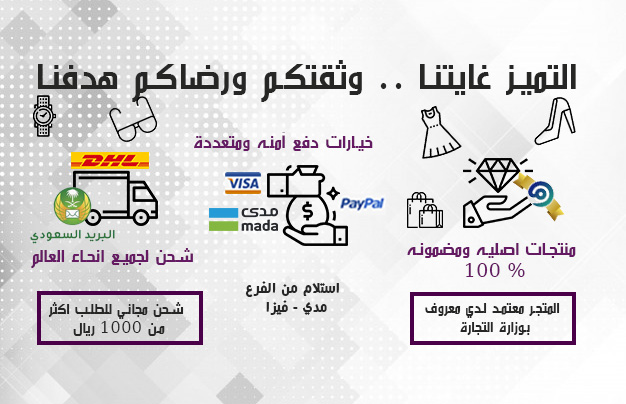 التميز غايتنا .. وثقتكم ورضاكم هدفنا
خيارات دفع آمنه ومتعددة
DHL
VISA
PayPal
مدى
mada
البريد السعودي
منتجات اصليه ومضمونه
100 %
شحن لجميع انحاء العالم
استلام من الفرع
مدي - فيزا
المتجر معتمد لدي معروف
بوزارة التجارة
شحن مجاني للطلب اكثر
من 1000 ريال